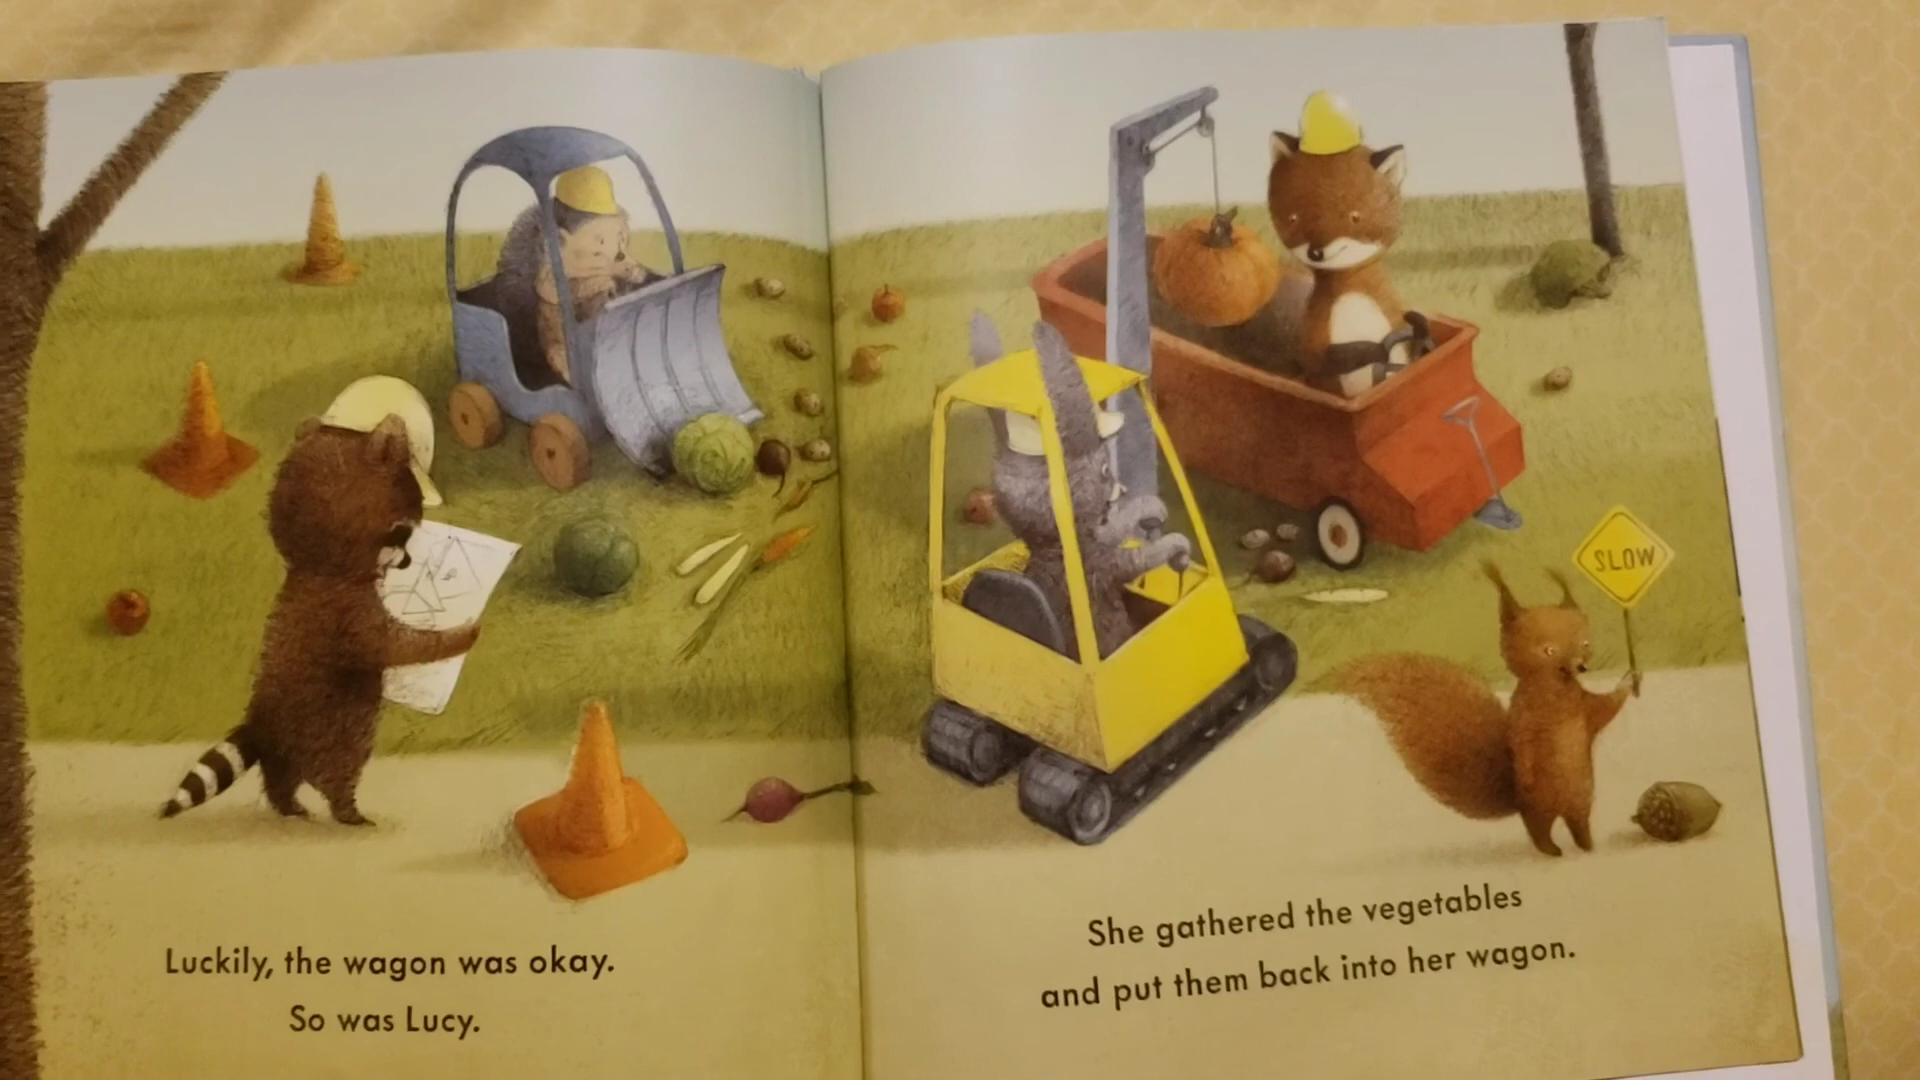 Luckily, the wagon was okay.
So was Lucy.
SLOW
She gathered the vegetables
and put them back into her wagon.